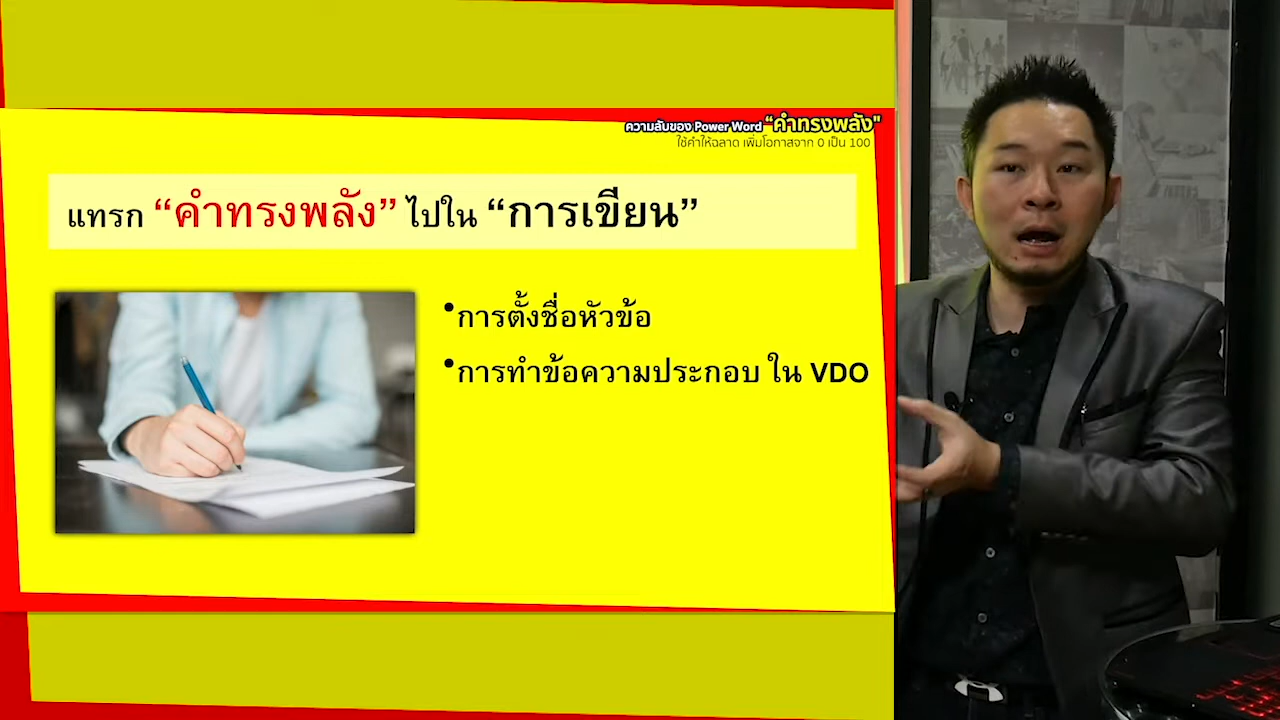 ความลับของ Power Word “คำทรงพลัง"
ใช้คำให้ฉลาด เพิ่มโอกาสจาก 0 เป็น 100
แทรก “คำทรงพลัง” ไปใน “การเขียน”
•การตั้งชื่อหัวข้อ
•การทำข้อความประกอบ ใน VDO